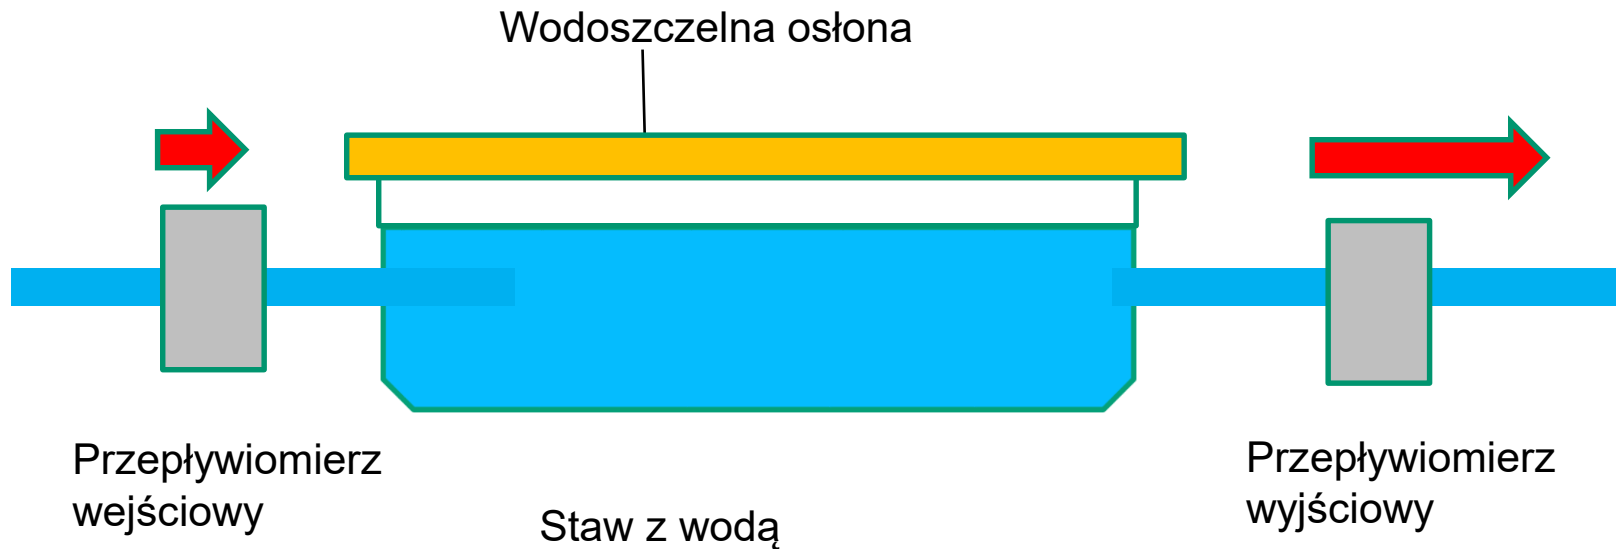 Wodoszczelna osłona
Przepływiomierz
wejściowy
Staw z wodą
Przepływiomierz
wyjściowy